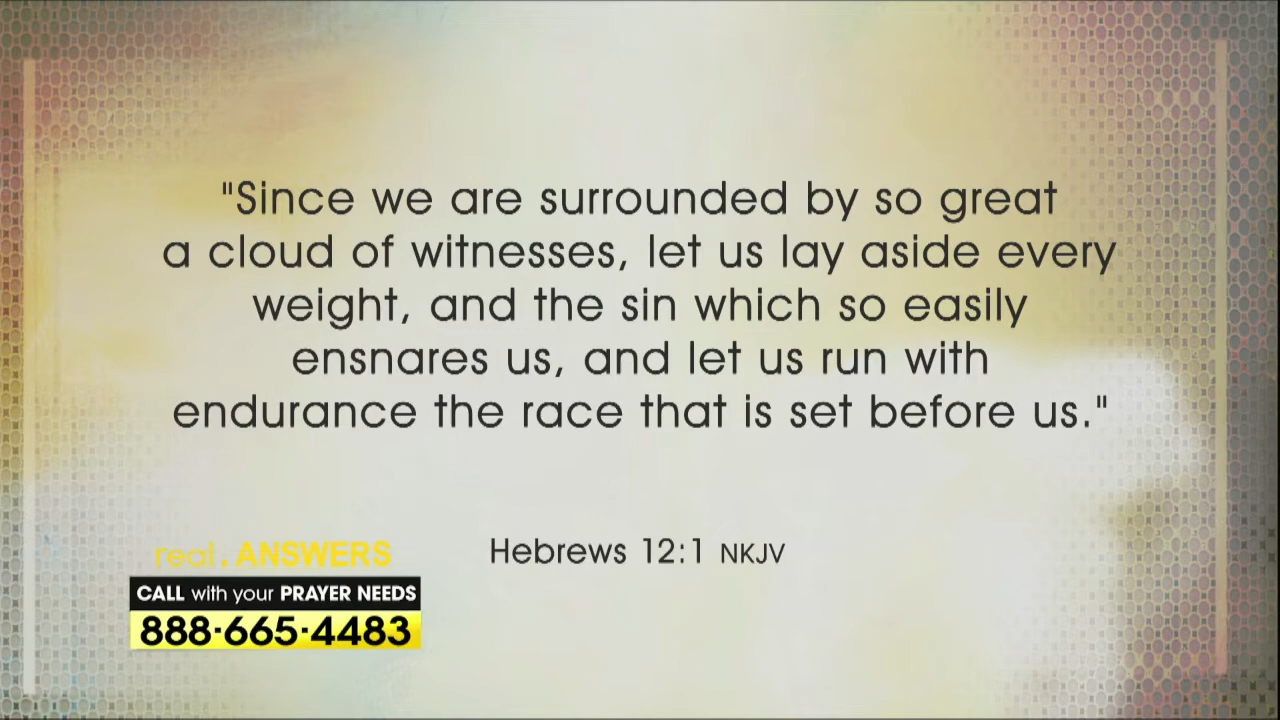 "Since we are surrounded by so great
a cloud of witnesses, let us lay aside every
weight, and the sin which so easily
ensnares us, and let us run with
endurance the race that is set before us."
Hebrews 12:1 NKJV
real.ANSWERS
CALL with your PRAYER NEEDS
888·665·4483